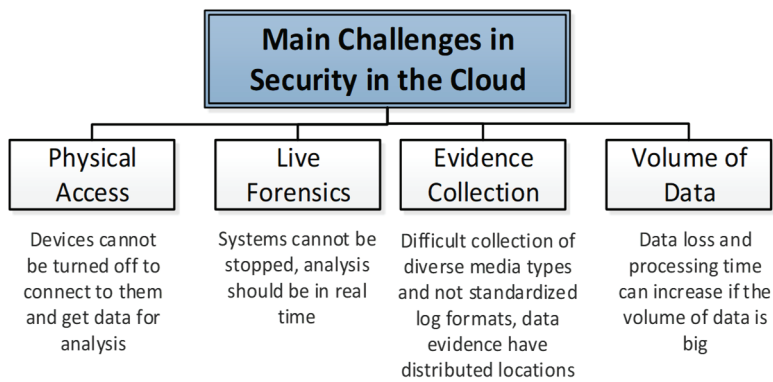 Main Challenges in
Security in the Cloud
Physical
Access
Devices cannot
be turned off to
connect to them
and get data for
analysis
Live
Forensics
Systems cannot be
stopped, analysis
should be in real
time
Evidence
Collection
Difficult collection of
diverse media types
and not standardized
log formats, data
evidence have
distributed locations
Volume of
Data
Data loss and
processing time
can increase if the
volume of data is
big